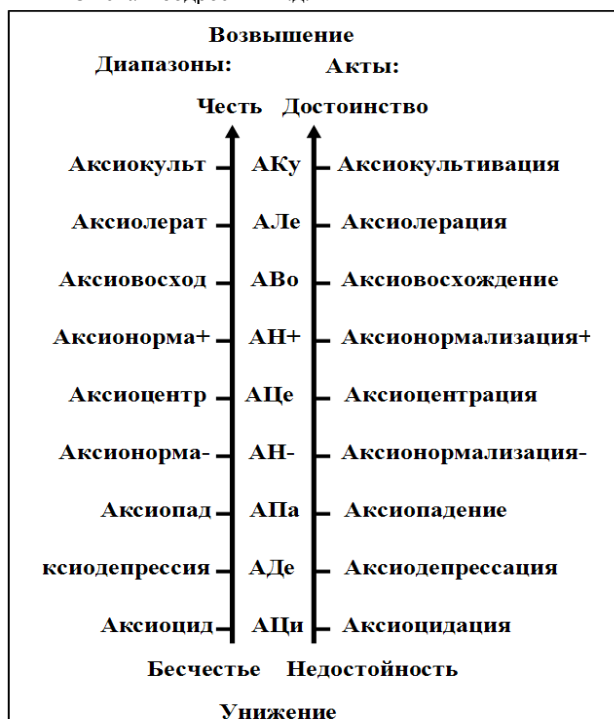 Возвышение
Диапазоны: Акты:
Честь Достоинство
Аксиокульт АКу Аксиокультивация
Аксиолерат АЛе Аксиолерация
Аксиовосход АВо Аксиовосхождение
Аксионорма+ АН+ Аксионормализация+
Аксиоцентр АЦе Аксиоцентрация
Аксионорма- АН- Аксионормализация-
Аксиопад АПа Аксиопадение
ксиодепрессия АДе Аксиодепрессация
Аксиоцид АЦи Аксиоцидация
Бесчестье Недостойность
Унижение